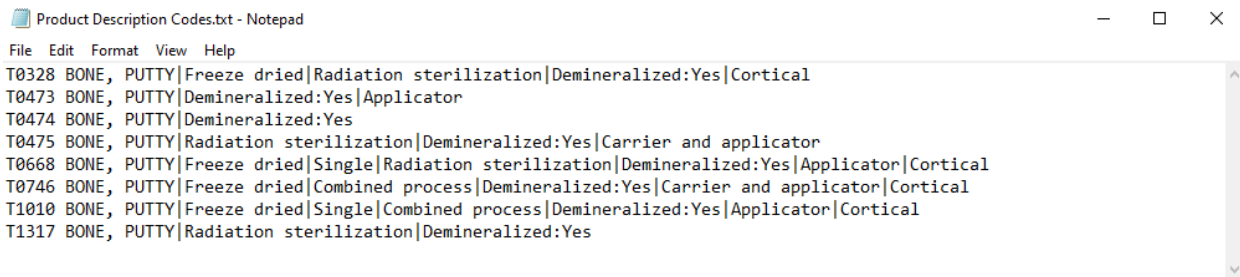 Product Description Codes.txt - Notepad
File Edit Format View Help
T0328 BONE, PUTTY|Freeze dried|Radiation sterilization|Demineralized:Yes|Cortical
T0473 BONE, PUTTY|Demineralized:Yes|Applicator
T0474 BONE, PUTTY|Demineralized:Yes
T0475 BONE, PUTTY|Radiation sterilization|Demineralized:Yes|Carrier and applicator
T0668 BONE, PUTTY|Freeze dried|Single|Radiation sterilization|Demineralized:Yes|Applicator|Cortical
T0746 BONE, PUTTY|Freeze dried|Combined process|Demineralized:Yes|Carrier and applicator|Cortical
T1010 BONE, PUTTY|Freeze dried|Single|Combined process|Demineralized:Yes|Applicator|Cortical
T1317 BONE, PUTTY|Radiation sterilization|Demineralized:Yes